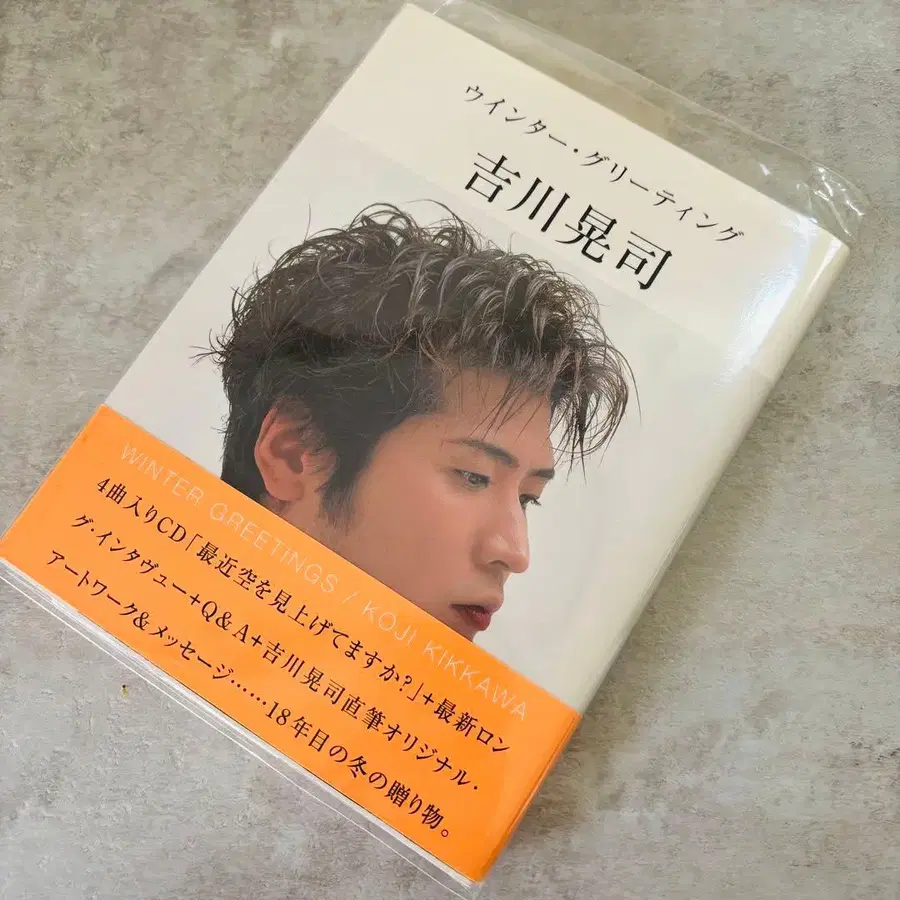 ウインター・グリーティング
吉川晃司
WINTER GREETINGS / KOJI KIKKAWA
4曲入りCD「最近空を見上げてますか?」+最新ロン
グ・インタヴュー+Q&A+吉川晃司直筆オリジナル・
アートワーク&メッセージ……18年目の冬の贈り物。